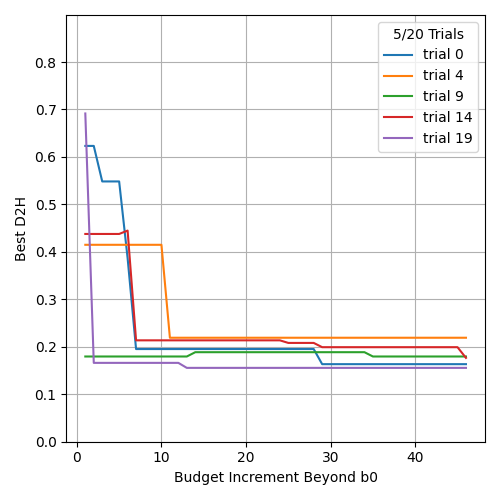 5/20 Trials
trial 0
trial 4
trial 9
trial 14
trial 19
Best D2H
0.8
0.7
0.6
0.5
0.4
0.3
0.2
0.1
0.0
0 10 20 30 40
Budget Increment Beyond b0